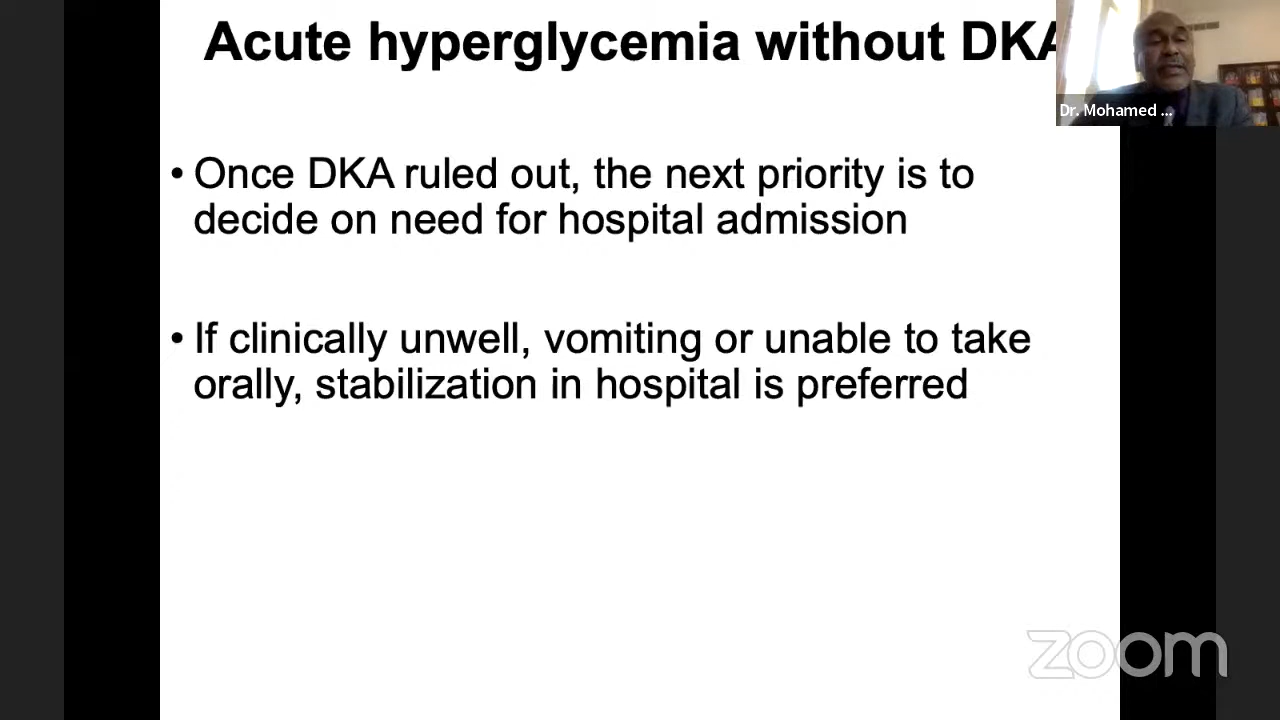 Acute hyperglycemia without DKA
Dr. Mohamed ...
• Once DKA ruled out, the next priority is to
decide on need for hospital admission
• If clinically unwell, vomiting or unable to take
orally, stabilization in hospital is preferred
zoom